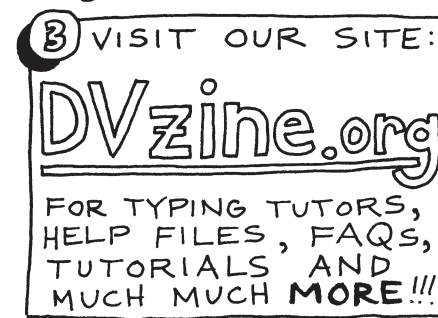 3 VISIT OUR SITE:
DVzine.org
FOR TYPING TUTORS,
HELP FILES, FAQs,
TUTORIALS AND
MUCH MUCH MORE!!!